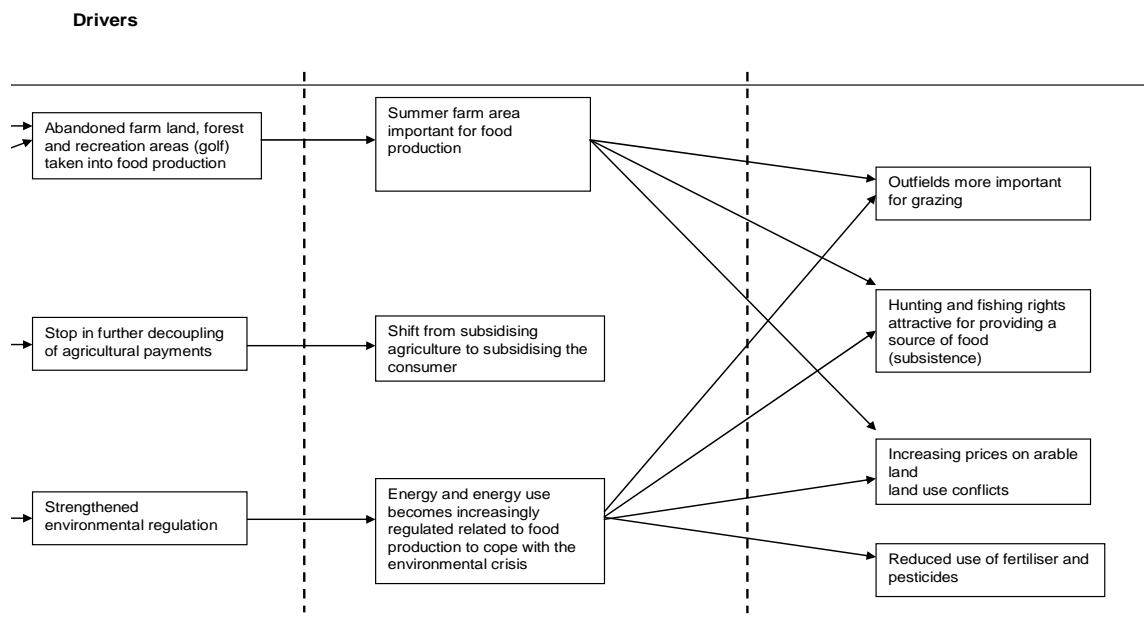 Drivers
Abandoned farm land, forest
and recreation areas (golf)
taken into food production
Summer farm area
important for food
production
Outfields more important
for grazing
Hunting and fishing rights
attractive for providing a
source of food
(subsistence)
Stop in further decoupling
of agricultural payments
Shift from subsidising
agriculture to subsidising the
consumer
Increasing prices on arable
land
land use conflicts
Strengthened
environmental regulation
Energy and energy use
becomes increasingly
regulated related to food
production to cope with the
environmental crisis
Reduced use of fertiliser and
pesticides